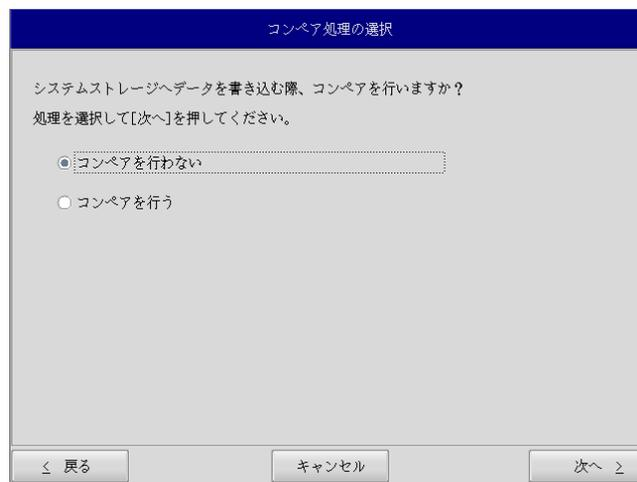 コンペア処理の選択
システムストレージへデータを書き込む際、コンペアを行いますか？
処理を選択して[次へ]を押してください。
コンペアを行わない
コンペアを行う
< 戻る
キャンセル
次へ >